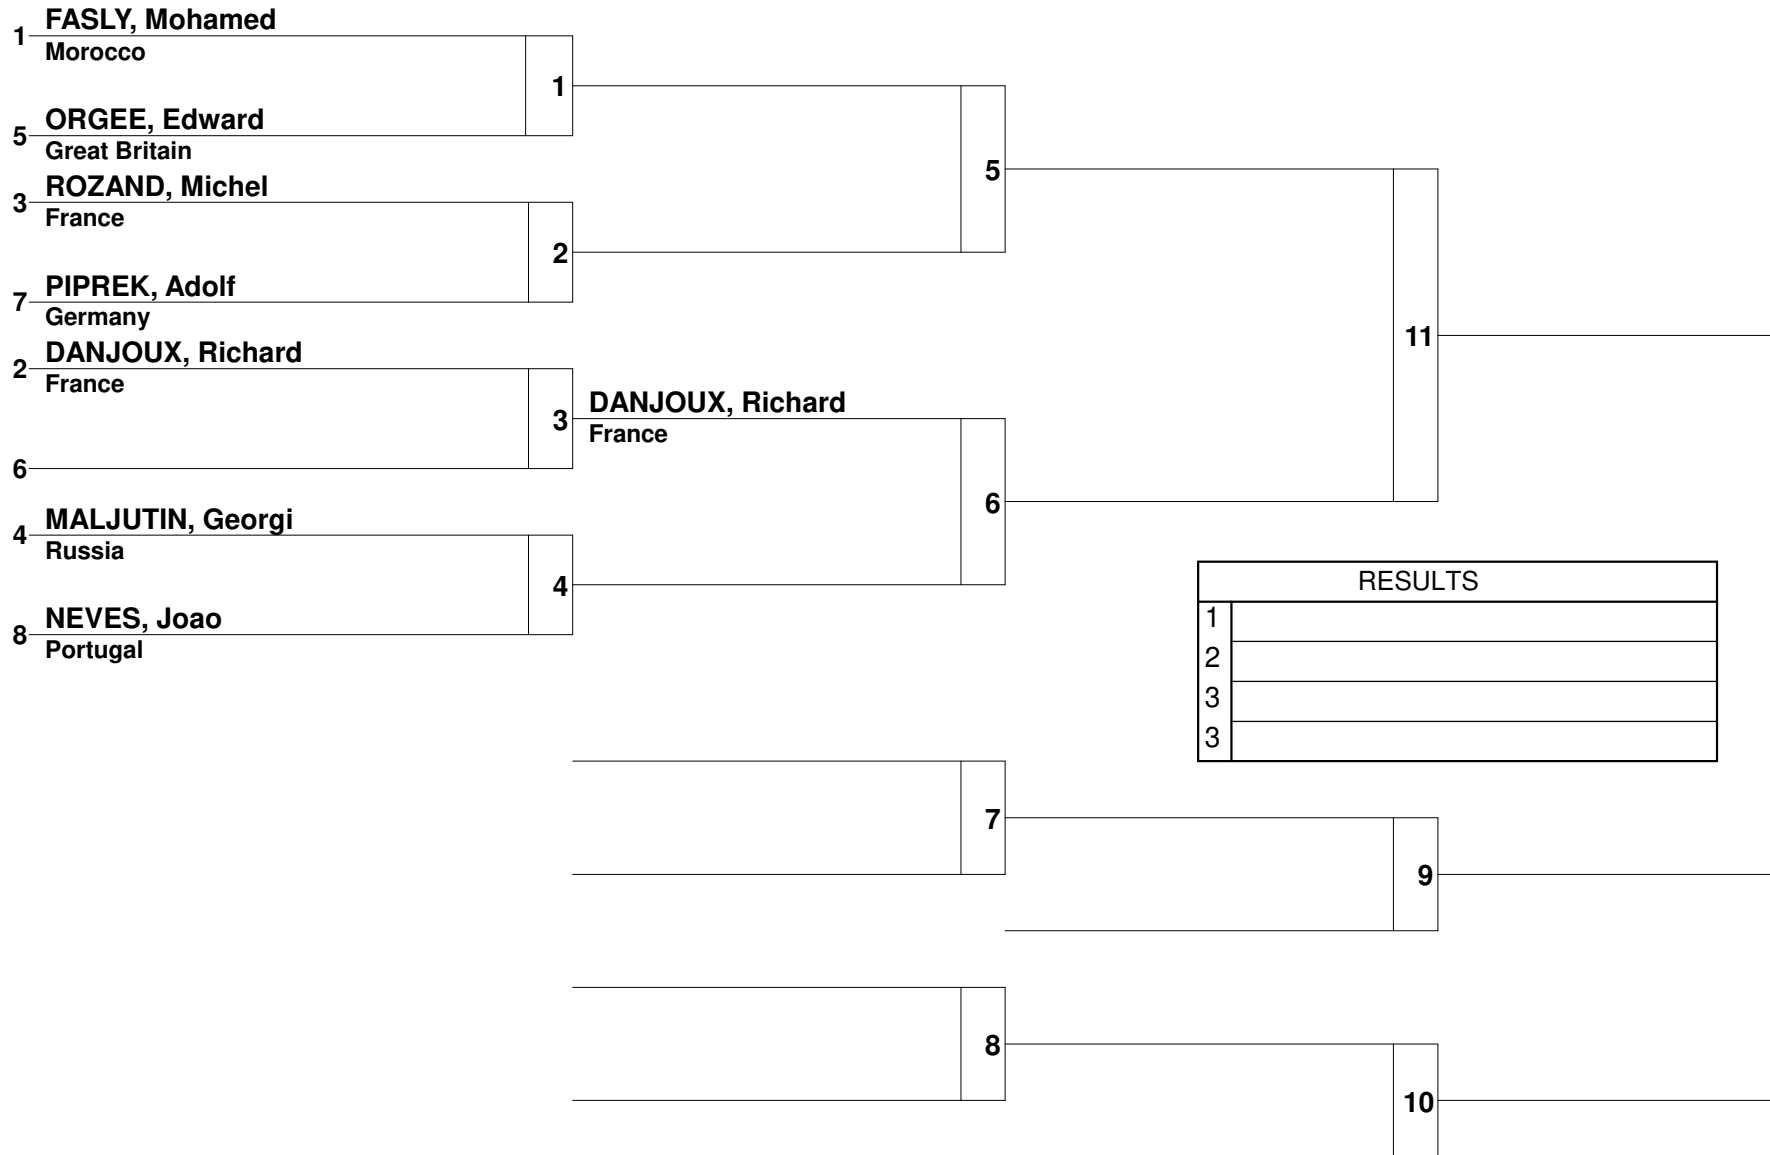 FASLY, Mohamed
1
Morocco
1
ORGEE, Edward
5
Great Britain
5
ROZAND, Michel
3
France
2
PIPREK, Adolf
7
Germany
11
DANJOUX, Richard
2
France
DANJOUX, Richard
3
France
6
6
MALJUTIN, Georgi
4
Russia
4
NEVES, Joao
8
Portugal
RESULTS
1
2
3
3
7
9
8
10